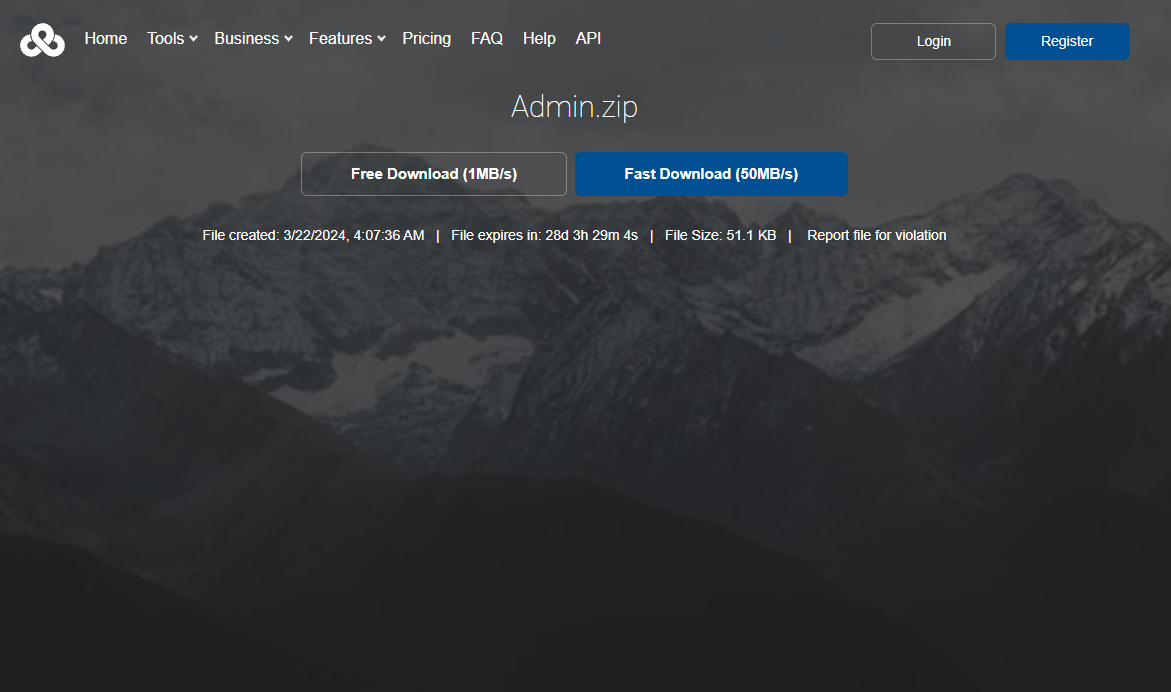 Home Tools Business Features Pricing FAQ Help API Login Register
Admin.zip
Free Download (1MB/s) Fast Download (50MB/s)
File created: 3/22/2024, 4:07:36 AM | File expires in: 28d 3h 29m 4s | File Size: 51.1 KB | Report file for violation